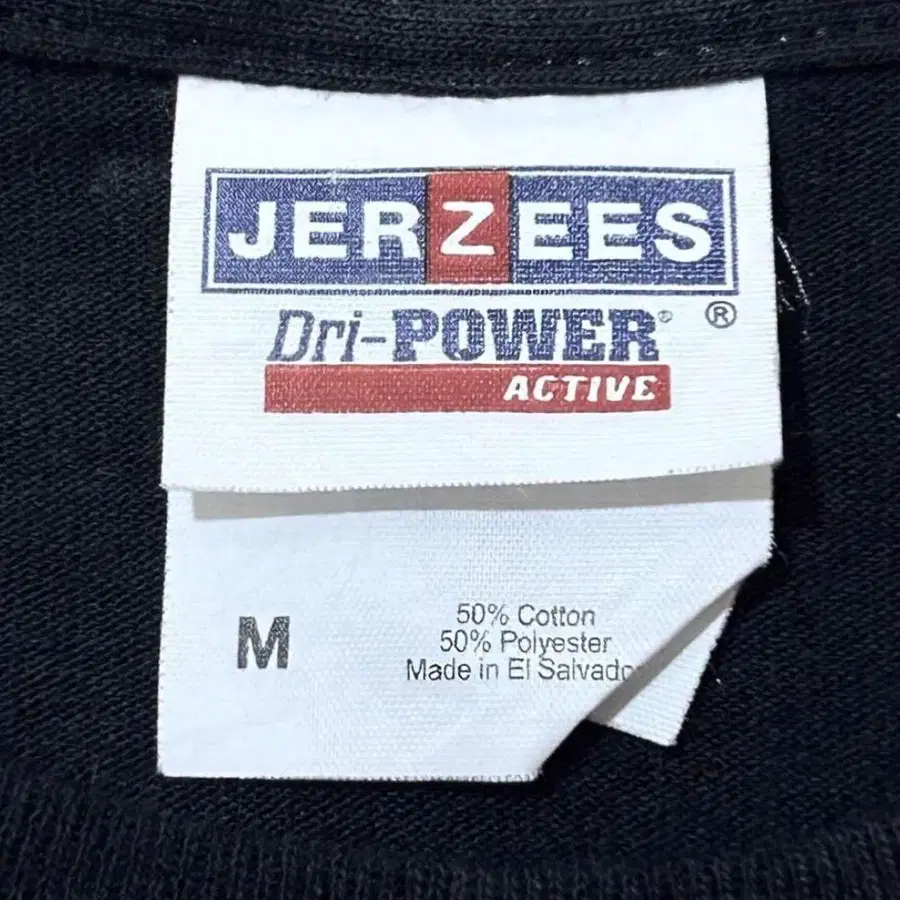 JERZEES
Dri-POWER® ®
ACTIVE
M
50% Cotton
50% Polyester
Made in El Salvador